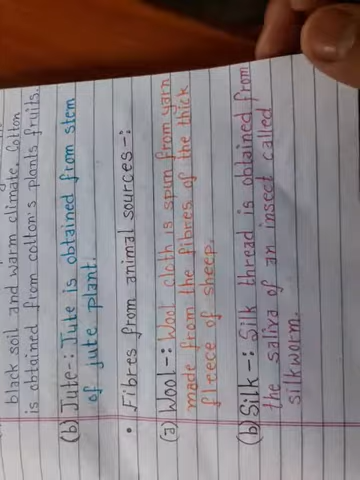 black soil and warm climate. Cotton
is obtained from cotton's plants fruits.
(b) Jute-: Jute is obtained from stem
of jute plant.
• Fibres from animal sources-:
(a) Wool-: Wool cloth is spun from yarn
made from the fibres of the thick
fleece of sheep.
(b) Silk-: Silk thread is obtained from
the saliva of an insect called
silkworm.